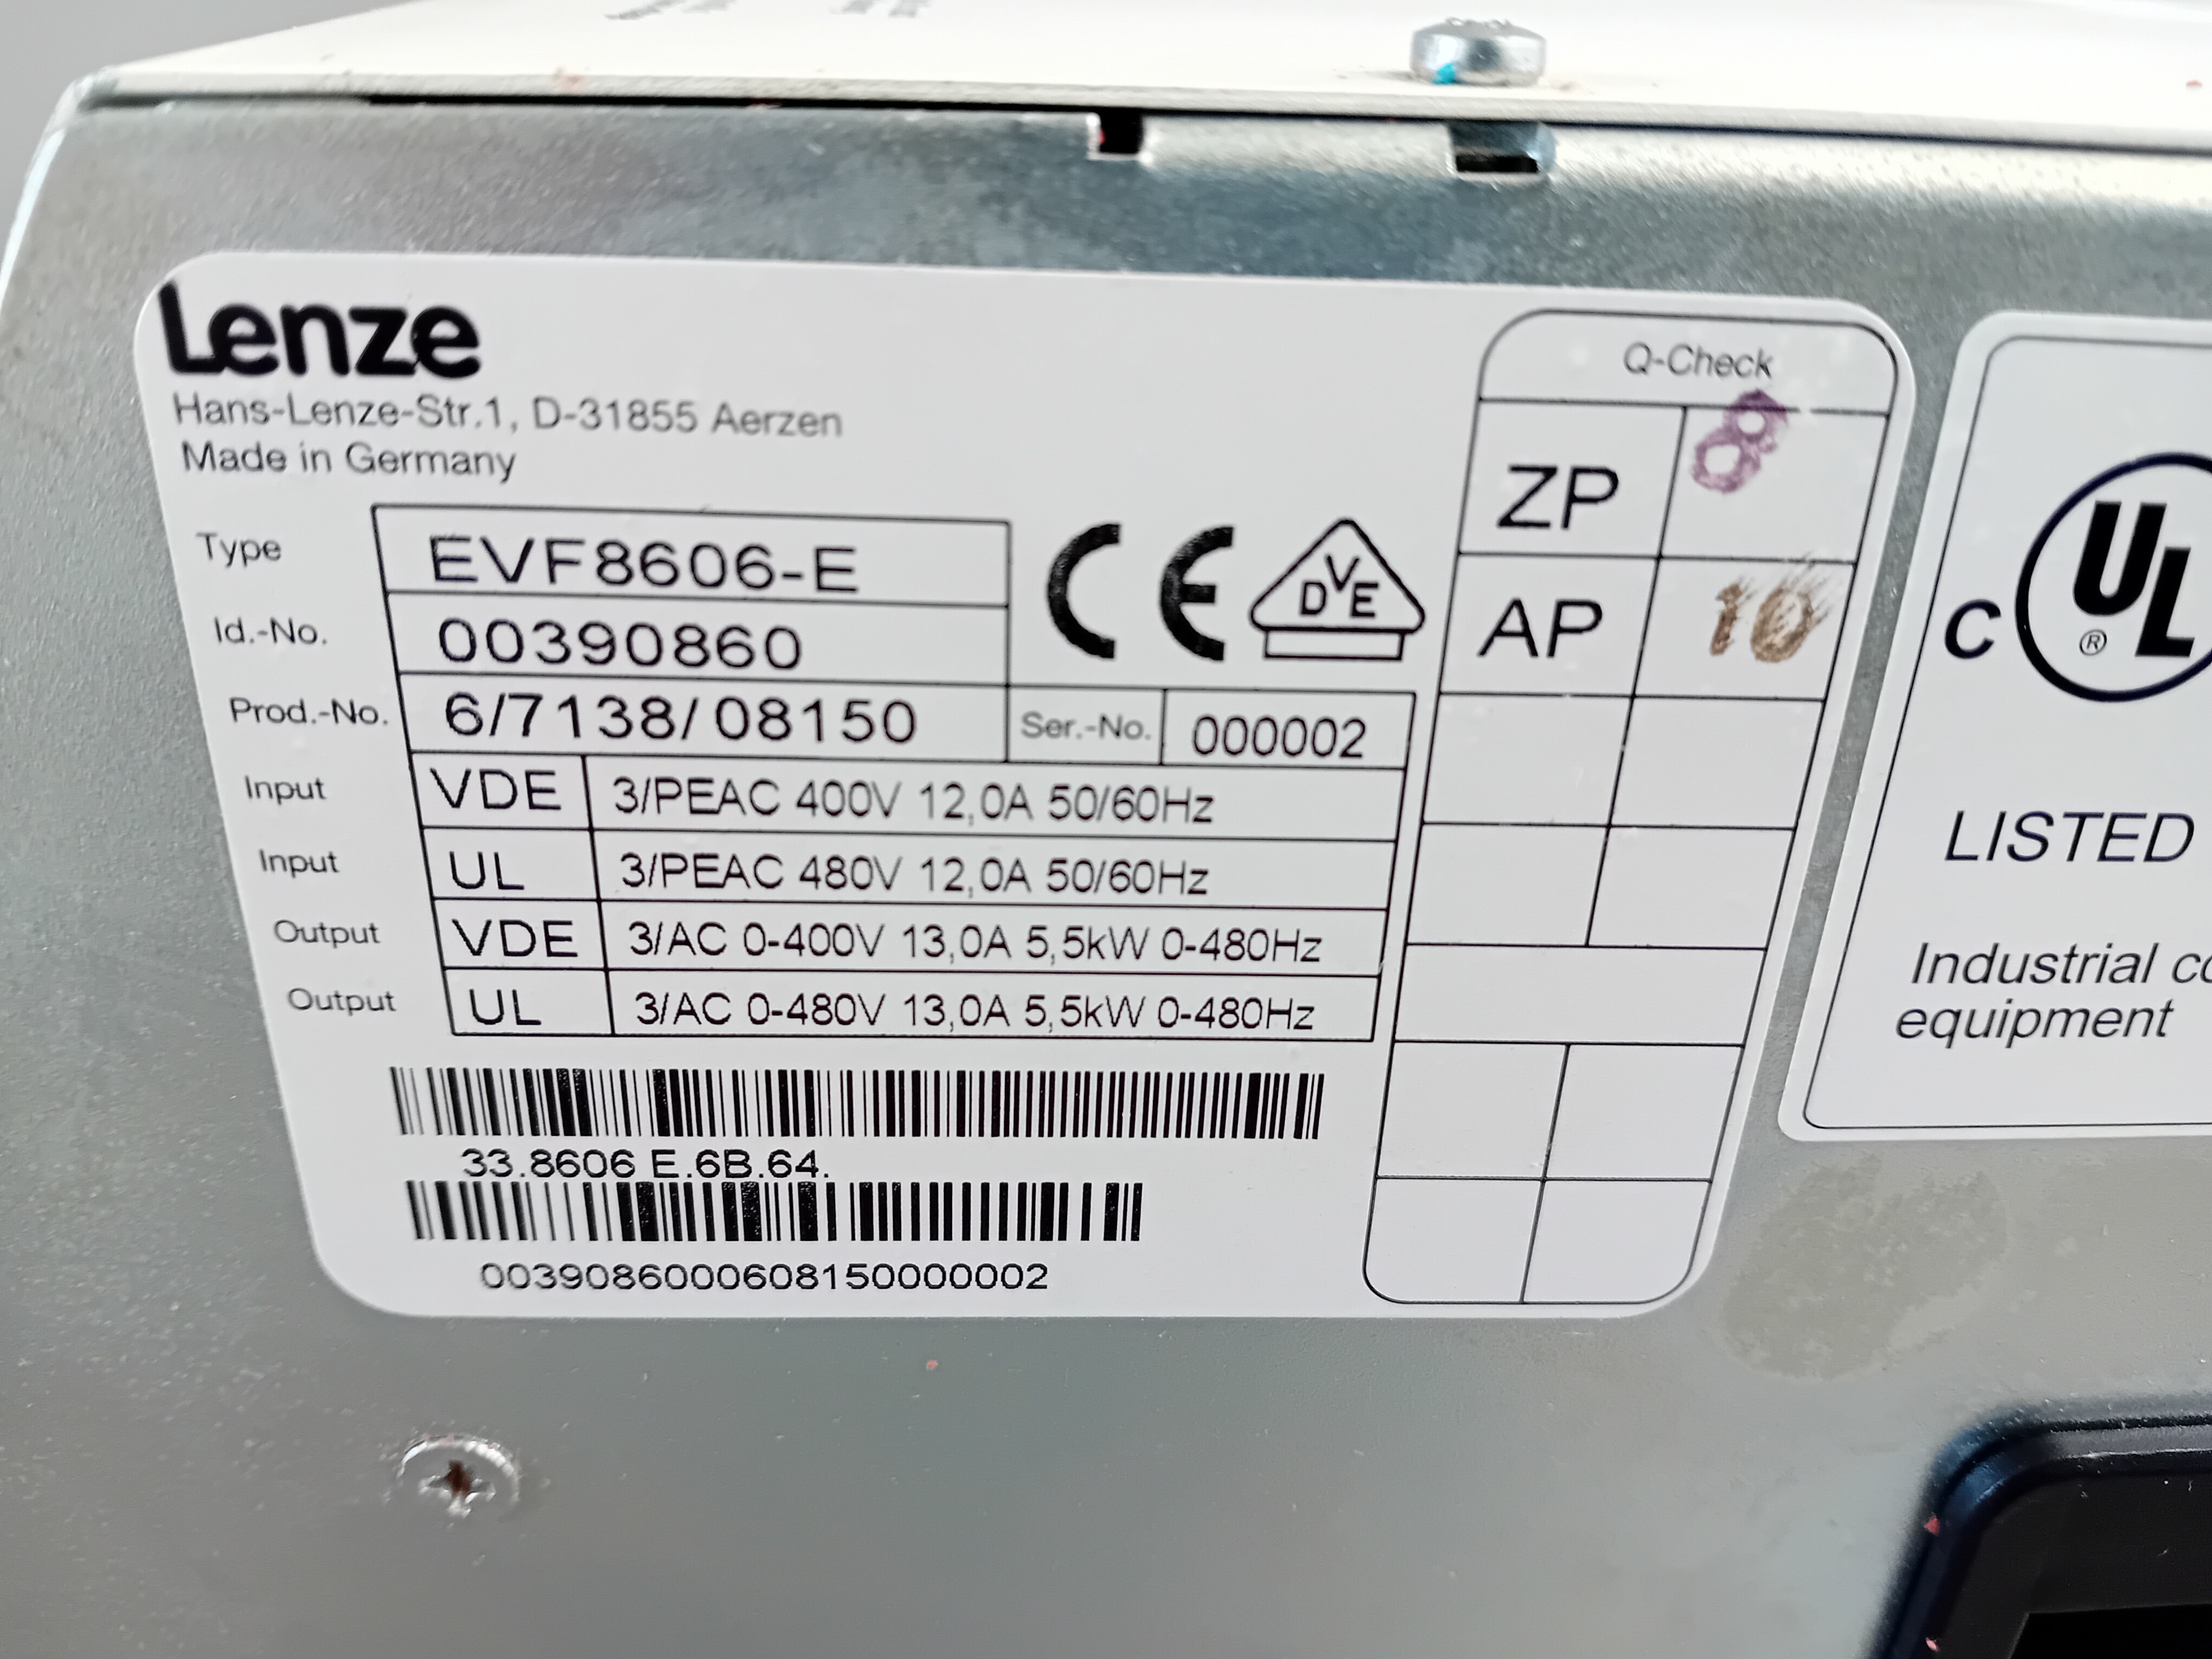 Lenze
Hans-Lenze-Str.1, D-31855 Aerzen
Made in Germany
Type EVF8606-E
Id.-No. 00390860
Prod.-No. 6/7138/08150 Ser.-No. 000002
Input VDE 3/PEAC 400V 12,0A 50/60Hz
Input UL 3/PEAC 480V 12,0A 50/60Hz
Output VDE 3/AC 0-400V 13,0A 5,5kW 0-480Hz
Output UL 3/AC 0-480V 13,0A 5,5kW 0-480Hz
33.8606 E.6B.64.
0039086000608150000002
CE
DVE
Q-Check
ZP 8
AP 10
C UL ®
LISTED
Industrial
equipment